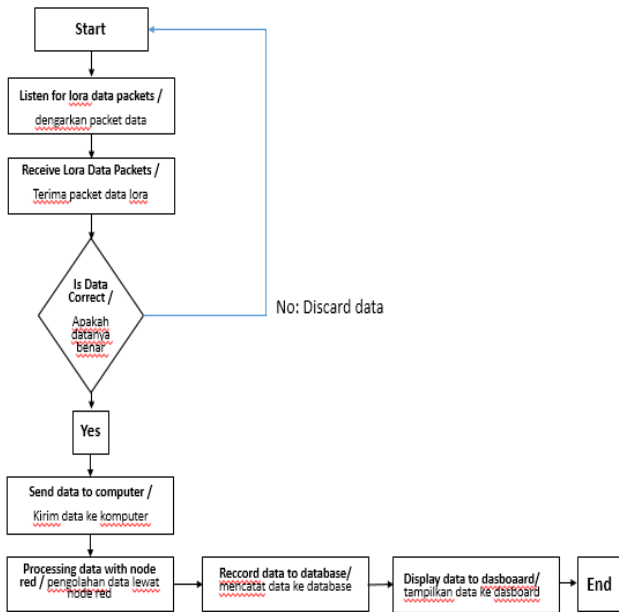 Start
Listen for lora data packets /
dengarkan packet data
Receive Lora Data Packets /
Terima packet data lora
Is Data
Correct /
Apakah
datanya
benar
No: Discard data
Yes
Send data to computer /
Kirim data ke komputer
Processing data with node
red / pengolahan data lewat
node red
Reccord data to database/
mencatat data ke database
Display data to dasboaard/
tampilkan data ke dasboard
End